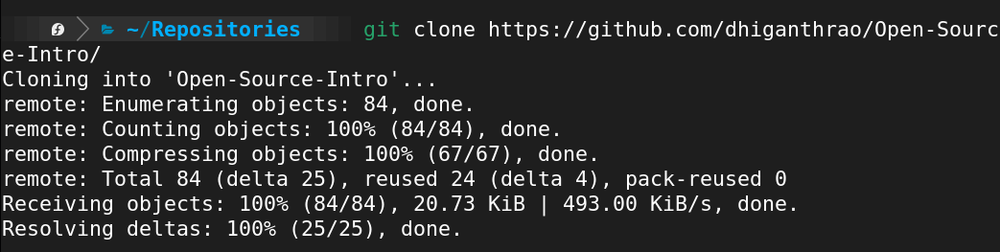 ~/Repositories git clone https://github.com/dhiganthrao/Open-Sourc
e-Intro/
Cloning into 'Open-Source-Intro'...
remote: Enumerating objects: 84, done.
remote: Counting objects: 100% (84/84), done.
remote: Compressing objects: 100% (67/67), done.
remote: Total 84 (delta 25), reused 24 (delta 4), pack-reused 0
Receiving objects: 100% (84/84), 20.73 KiB | 493.00 KiB/s, done.
Resolving deltas: 100% (25/25), done.